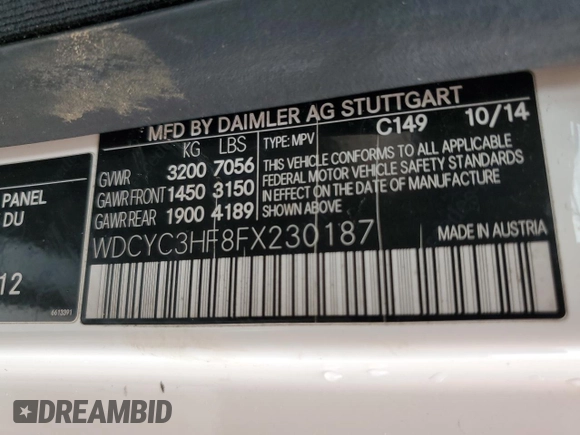 MFD BY DAIMLER AG STUTTGART
KG LBS TYPE: MPV C149 10/14
GVWR 3200 7056
GAWR FRONT 1450 3150
GAWR REAR 1900 4189
THIS VEHICLE CONFORMS TO ALL APPLICABLE
FEDERAL MOTOR VEHICLE SAFETY STANDARDS
IN EFFECT ON THE DATE OF MANUFACTURE
SHOWN ABOVE
WDCYC3HF8FX230187 MADE IN AUSTRIA
PANEL
DU
12
6613391
DREAMBID